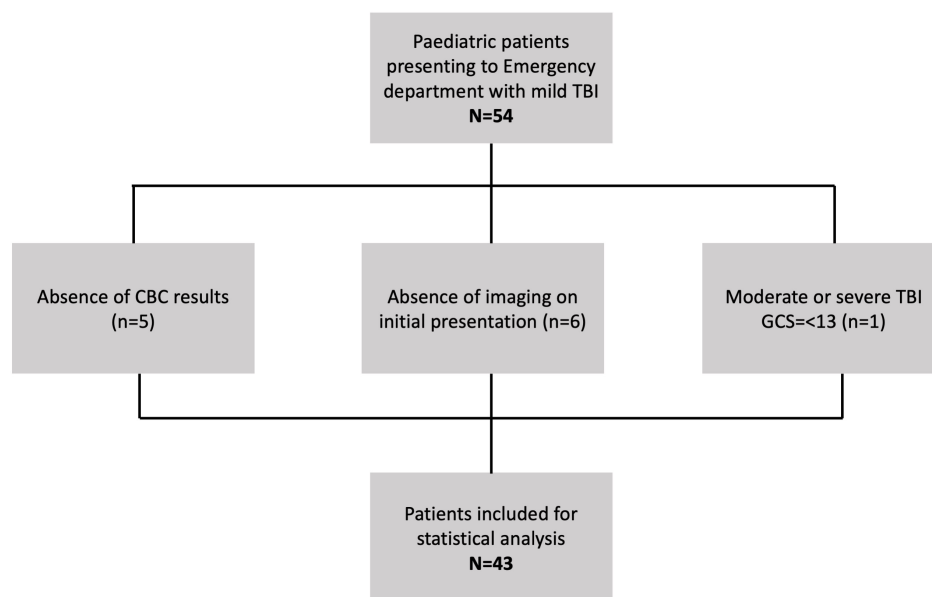 Paediatric patients
presenting to Emergency
department with mild TBI
N=54
Absence of CBC results
(n=5)
Absence of imaging on
initial presentation (n=6)
Moderate or severe TBI
GCS=<13 (n=1)
Patients included for
statistical analysis
N=43